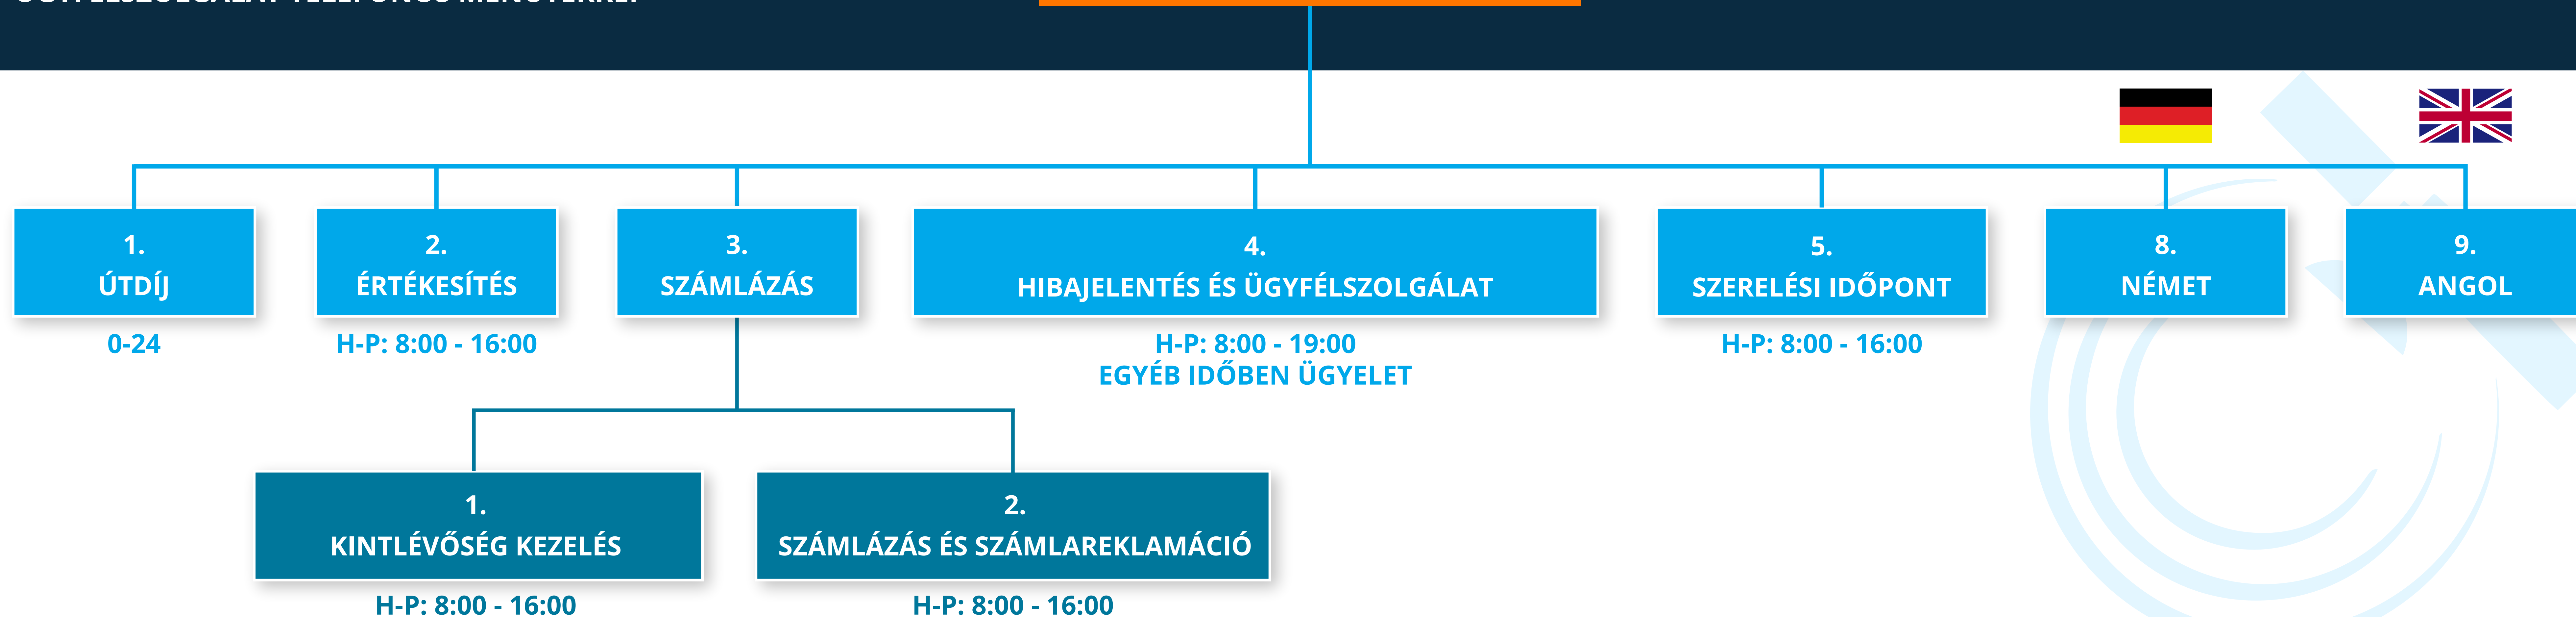 1.
ÚTDÍJ
0-24
2.
ÉRTÉKESÍTÉS
H-P: 8:00 - 16:00
3.
SZÁMLÁZÁS
4.
HIBAJELENTÉS ÉS ÜGYFÉLSZOLGÁLAT
H-P: 8:00 - 19:00
EGYÉB IDŐBEN ÜGYELET
5.
SZERELÉSI IDŐPONT
H-P: 8:00 - 16:00
8.
NÉMET
9.
ANGOL
1.
KINTLÉVŐSÉG KEZELÉS
H-P: 8:00 - 16:00
2.
SZÁMLÁZÁS ÉS SZÁMLAREKLAMÁCIÓ
H-P: 8:00 - 16:00